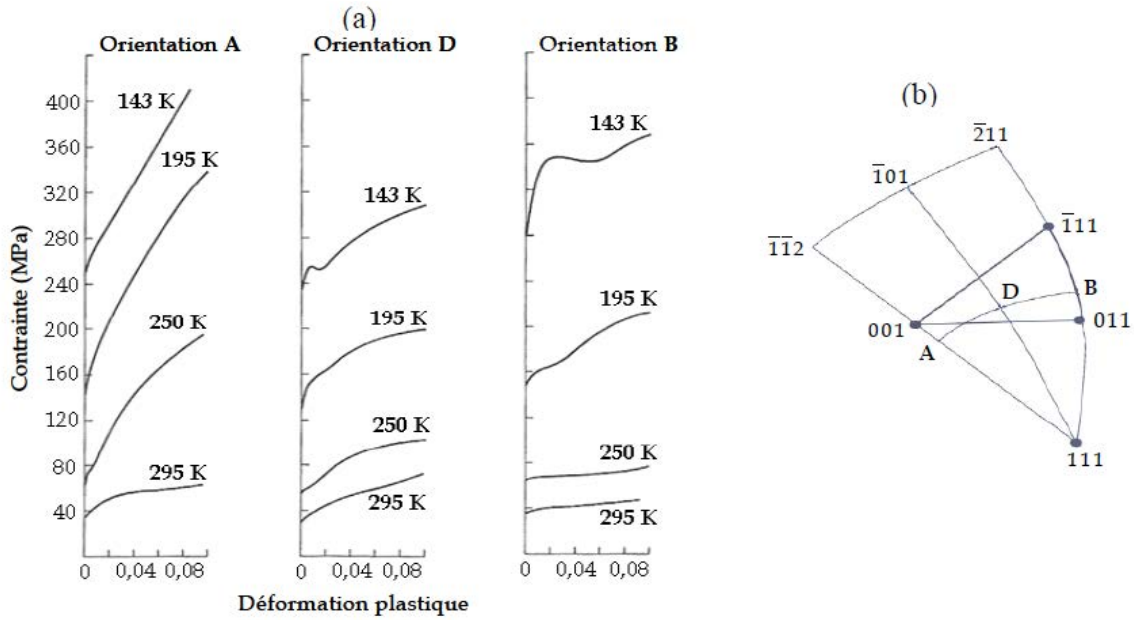 (a)
Orientation A
Orientation D
Orientation B
Contrainte (MPa)
400
360
320
280
240
200
160
120
80
40
143 K
195 K
250 K
295 K
0
0,04
0,08
143 K
195 K
250 K
295 K
0
0,04
0,08
143 K
195 K
250 K
295 K
0
0,04
0,08
Déformation plastique
(b)
2̅11
1̅01
1̅11
1̅1̅2
D
B
001
011
A
111